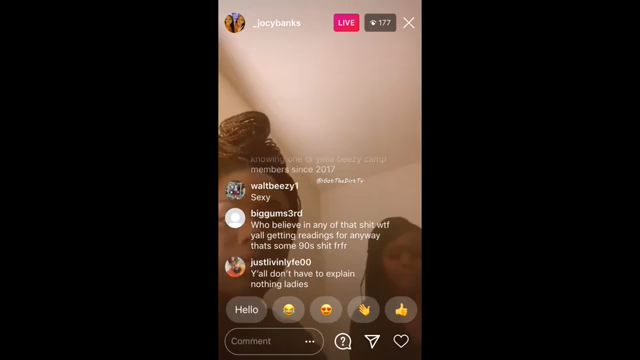 _jocybanks
LIVE
177
knowing one of yella beezy camp
members since 2017
@iGotTheDirtTv
waltbeezy1
Sexy
biggums3rd
Who believe in any of that shit wtf
yall getting readings for anyway
thats some 90s shit frfr
justlivinlyfe00
Y'all don't have to explain
nothing ladies
Hello
Comment